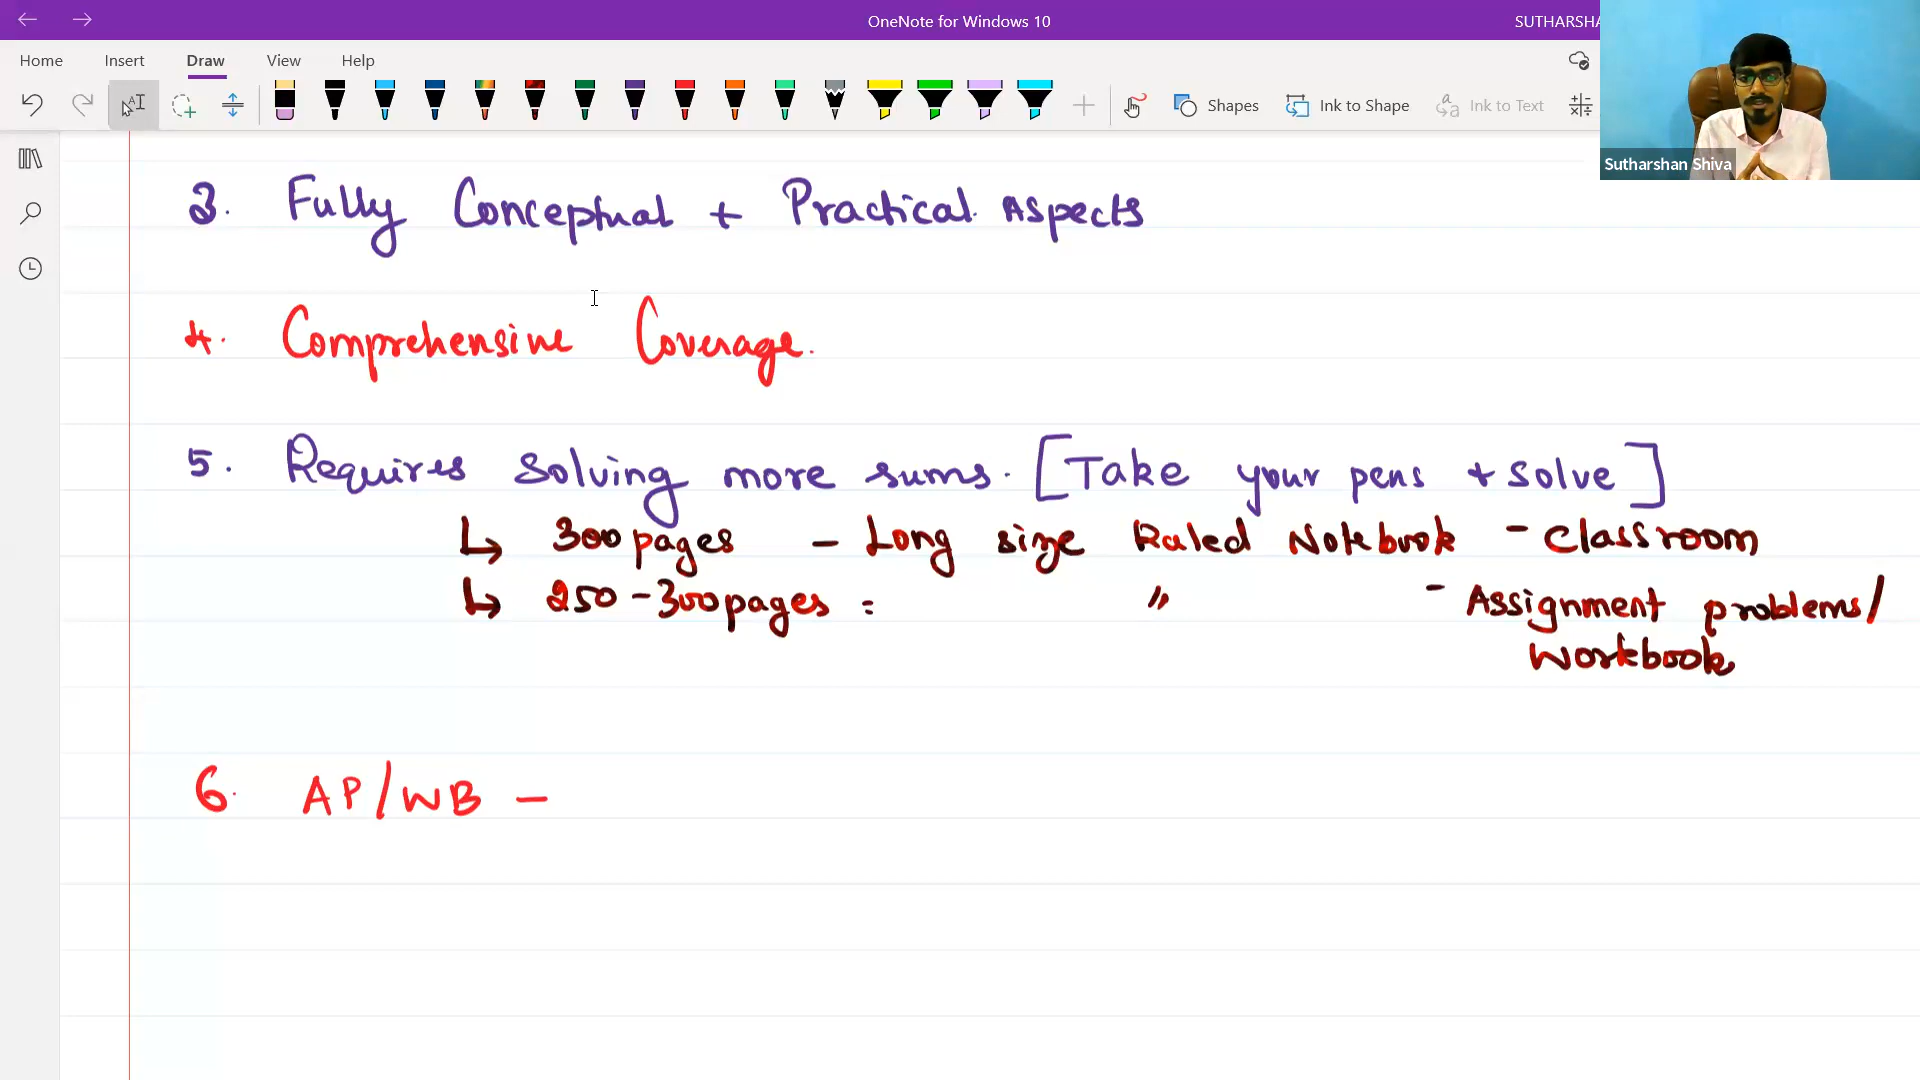 OneNote for Windows 10
SUTHARSHA
Home Insert Draw View Help
Shapes Ink to Shape Ink to Text
Sutharshan Shiva
3. Fully Conceptual + Practical Aspects
4. Comprehensive Coverage.
5. Requires Solving more sums. [Take your pens + solve]
↳ 300 pages - Long size Ruled Notebook - Classroom
↳ 250-300 pages = " - Assignment problems/
Workbook
6. AP/WB -